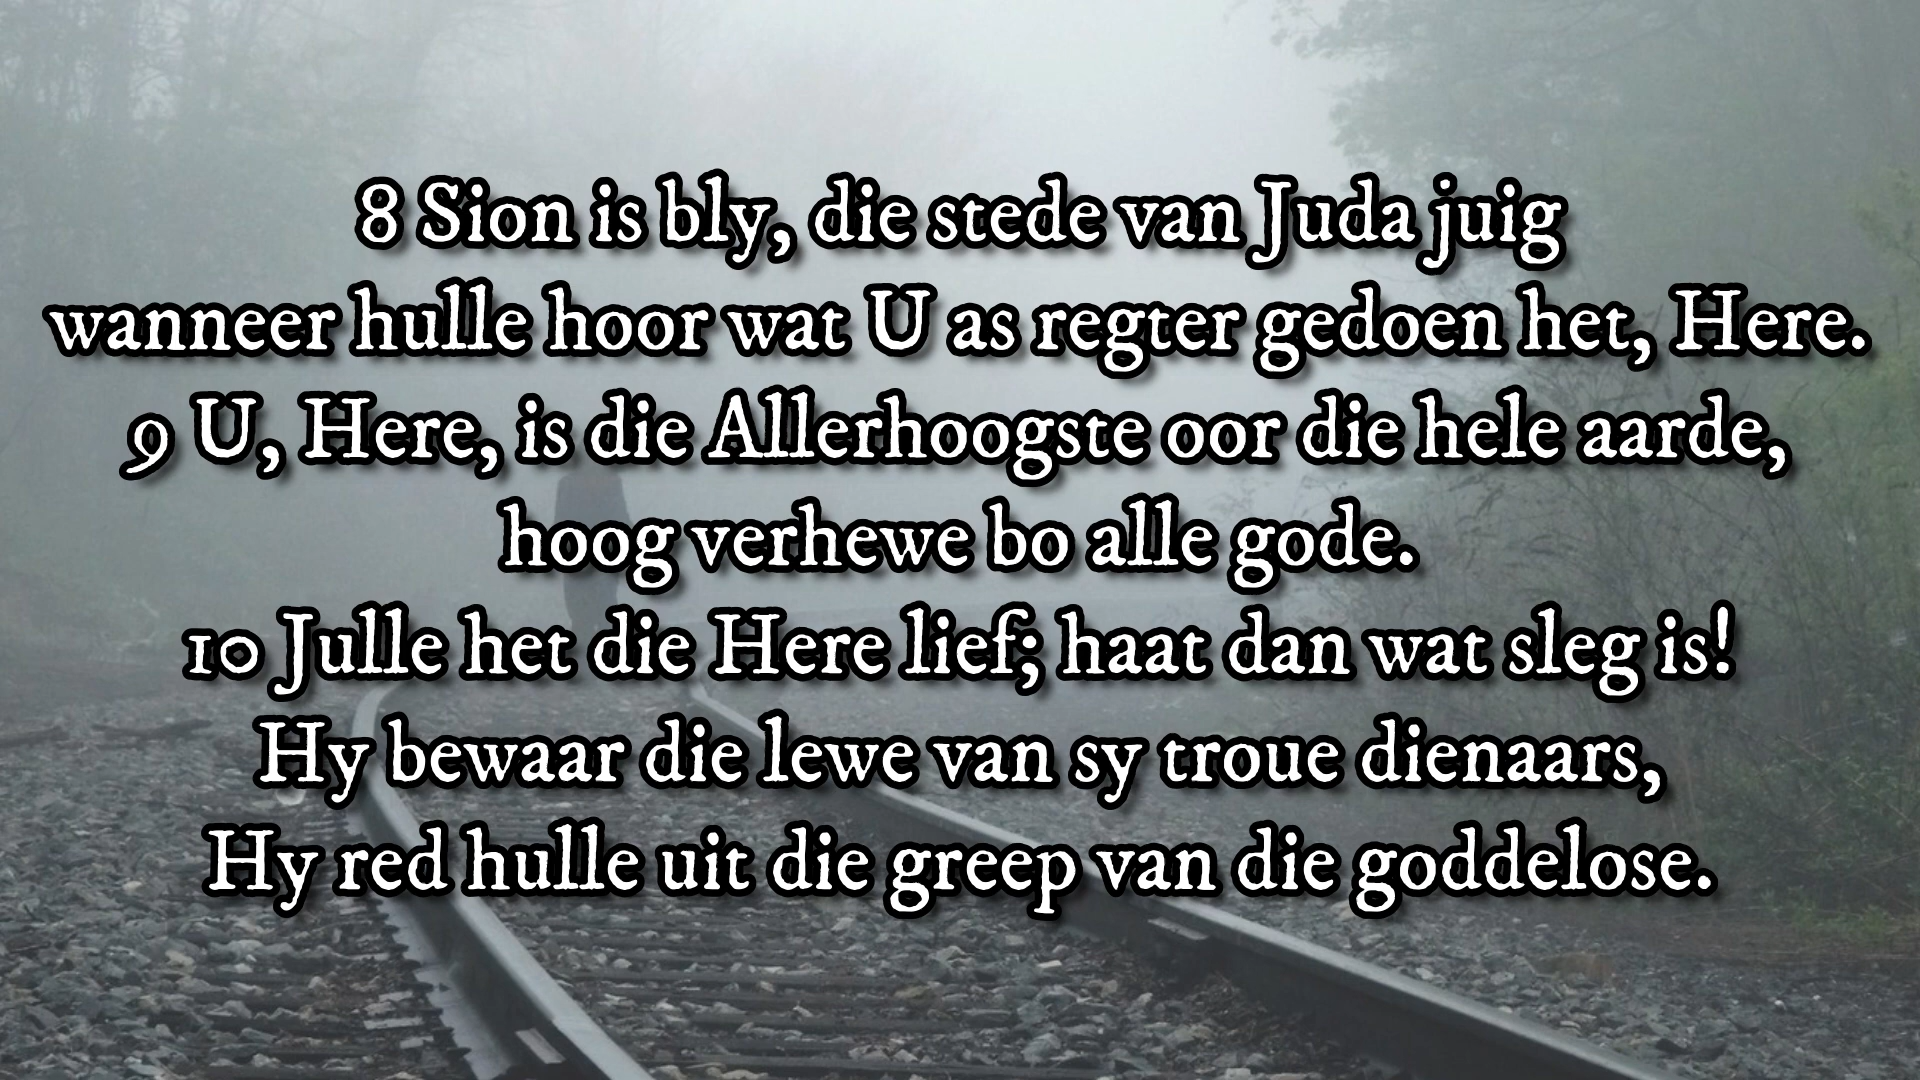 8 Sion is bly, die stede van Juda juig
wanneer hulle hoor wat U as regter gedoen het, Here.
9 U, Here, is die Allerhoogste oor die hele aarde,
hoog verhewe bo alle gode.
10 Julle het die Here lief; haat dan wat sleg is!
Hy bewaar die lewe van sy troue dienaars,
Hy red hulle uit die greep van die goddelose.